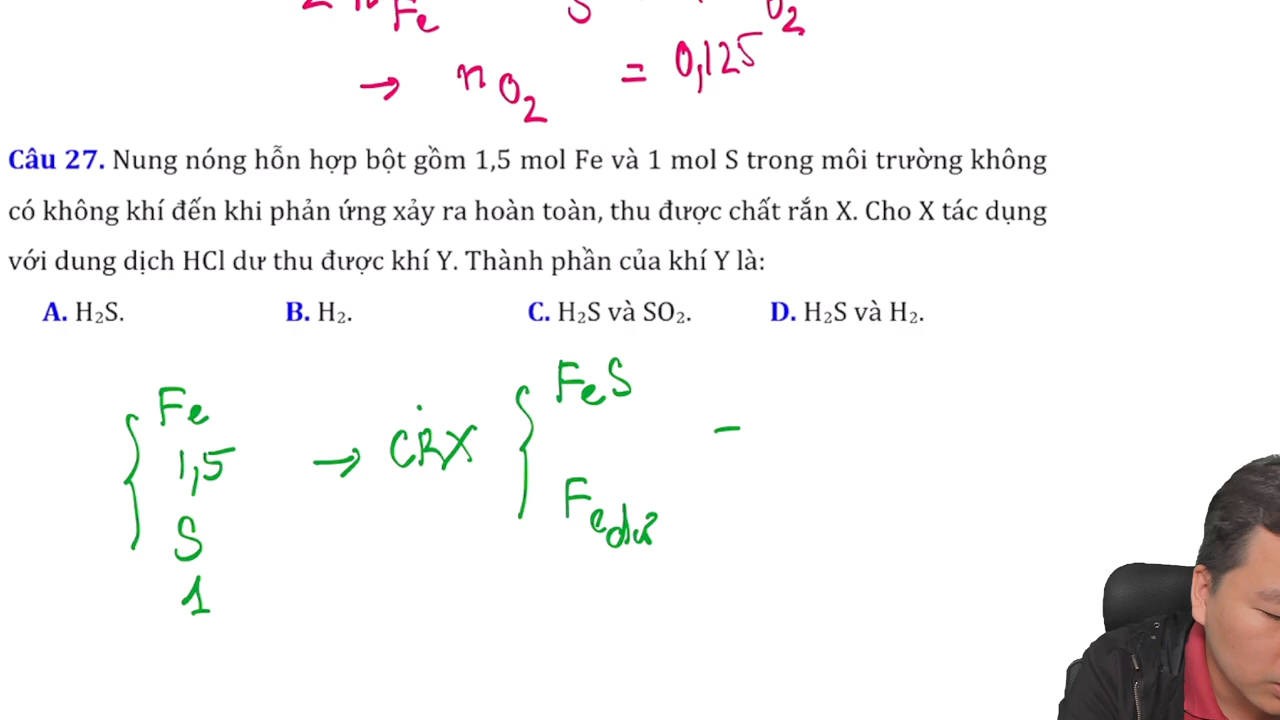 Fe S O₂
→ n O₂ = 0,125
Câu 27. Nung nóng hỗn hợp bột gồm 1,5 mol Fe và 1 mol S trong môi trường không
có không khí đến khi phản ứng xảy ra hoàn toàn, thu được chất rắn X. Cho X tác dụng
với dung dịch HCl dư thu được khí Y. Thành phần của khí Y là:
A. H₂S. B. H₂. C. H₂S và SO₂. D. H₂S và H₂.
{ Fe
1,5
S
1
→ CRX { FeS
Fe dư